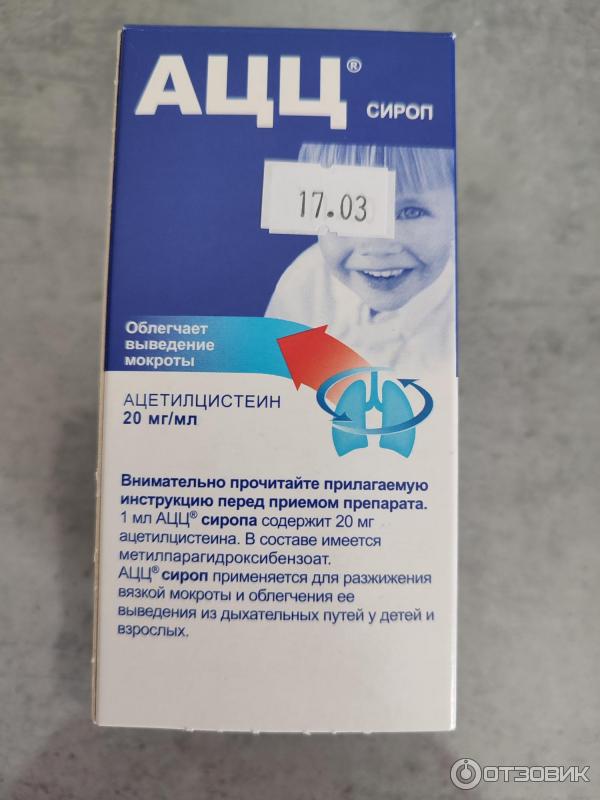 АЦЦ® сироп
17.03
Облегчает
выведение
мокроты
АЦЕТИЛЦИСТЕИН
20 мг/мл
Внимательно прочитайте прилагаемую
инструкцию перед приемом препарата.
1 мл АЦЦ® сиропа содержит 20 мг
ацетилцистеина. В составе имеется
метилпарагидроксибензоат.
АЦЦ® сироп применяется для разжижения
вязкой мокроты и облегчения ее
выведения из дыхательных путей у детей и
взрослых.
ОТЗОВИК